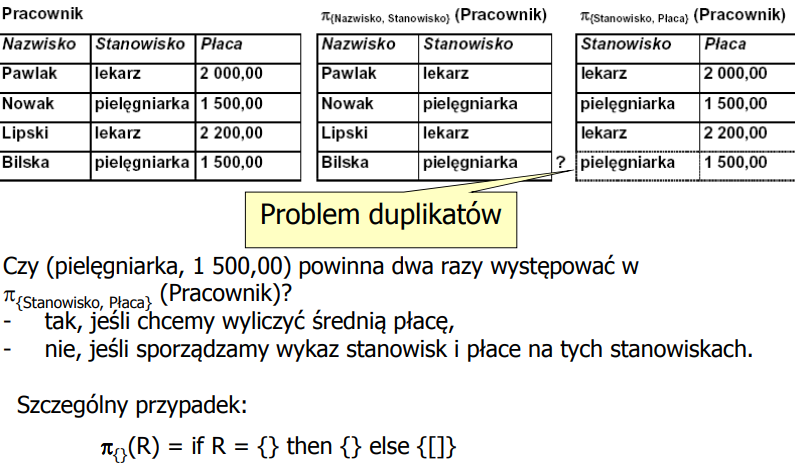 Pracownik
Nazwisko Stanowisko Płaca
Pawlak lekarz 2 000,00
Nowak pielęgniarka 1 500,00
Lipski lekarz 2 200,00
Bilska pielęgniarka 1 500,00
π{Nazwisko, Stanowisko} (Pracownik)
Nazwisko Stanowisko
Pawlak lekarz
Nowak pielęgniarka
Lipski lekarz
Bilska pielęgniarka
π{Stanowisko, Płaca} (Pracownik)
Stanowisko Płaca
lekarz 2 000,00
pielęgniarka 1 500,00
lekarz 2 200,00
? pielęgniarka 1 500,00
Problem duplikatów
Czy (pielęgniarka, 1 500,00) powinna dwa razy występować w
π{Stanowisko, Płaca} (Pracownik)?
- tak, jeśli chcemy wyliczyć średnią płacę,
- nie, jeśli sporządzamy wykaz stanowisk i płace na tych stanowiskach.
Szczególny przypadek:
π{}(R) = if R = {} then {} else {[]}